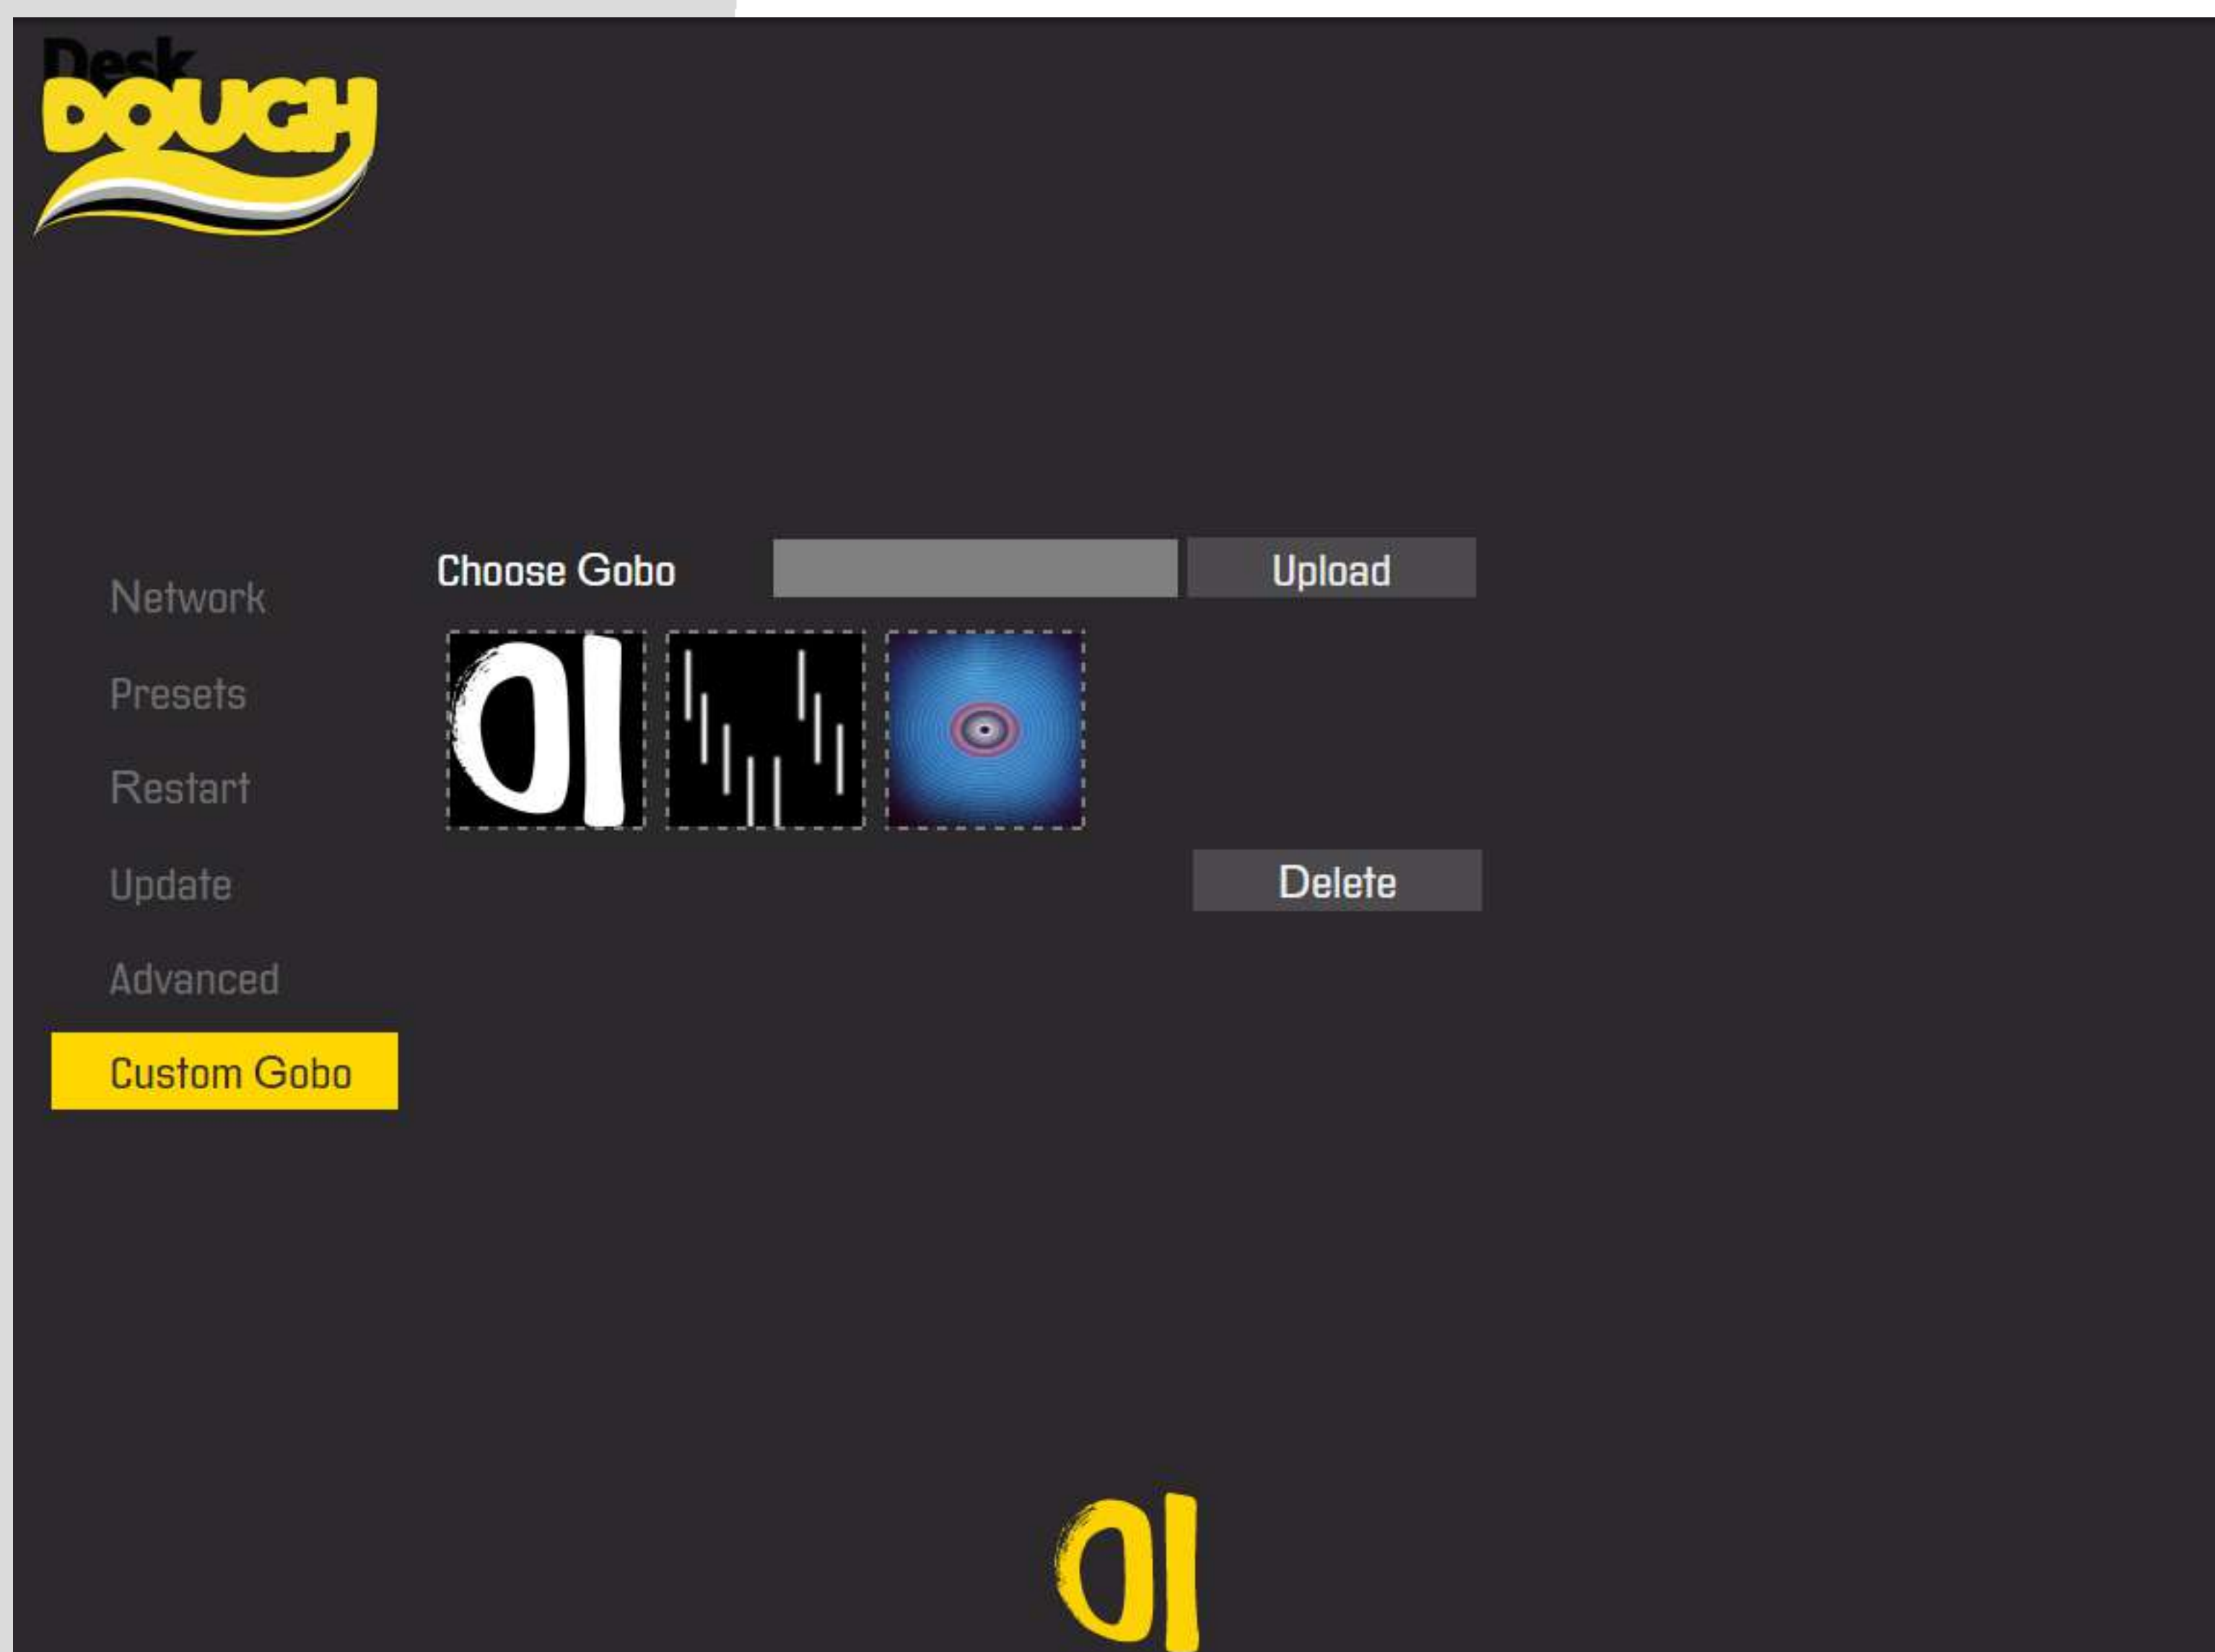 Desk
DOUGH
Choose Gobo
Upload
Network
Presets
Restart
Update
Delete
Advanced
Custom Gobo